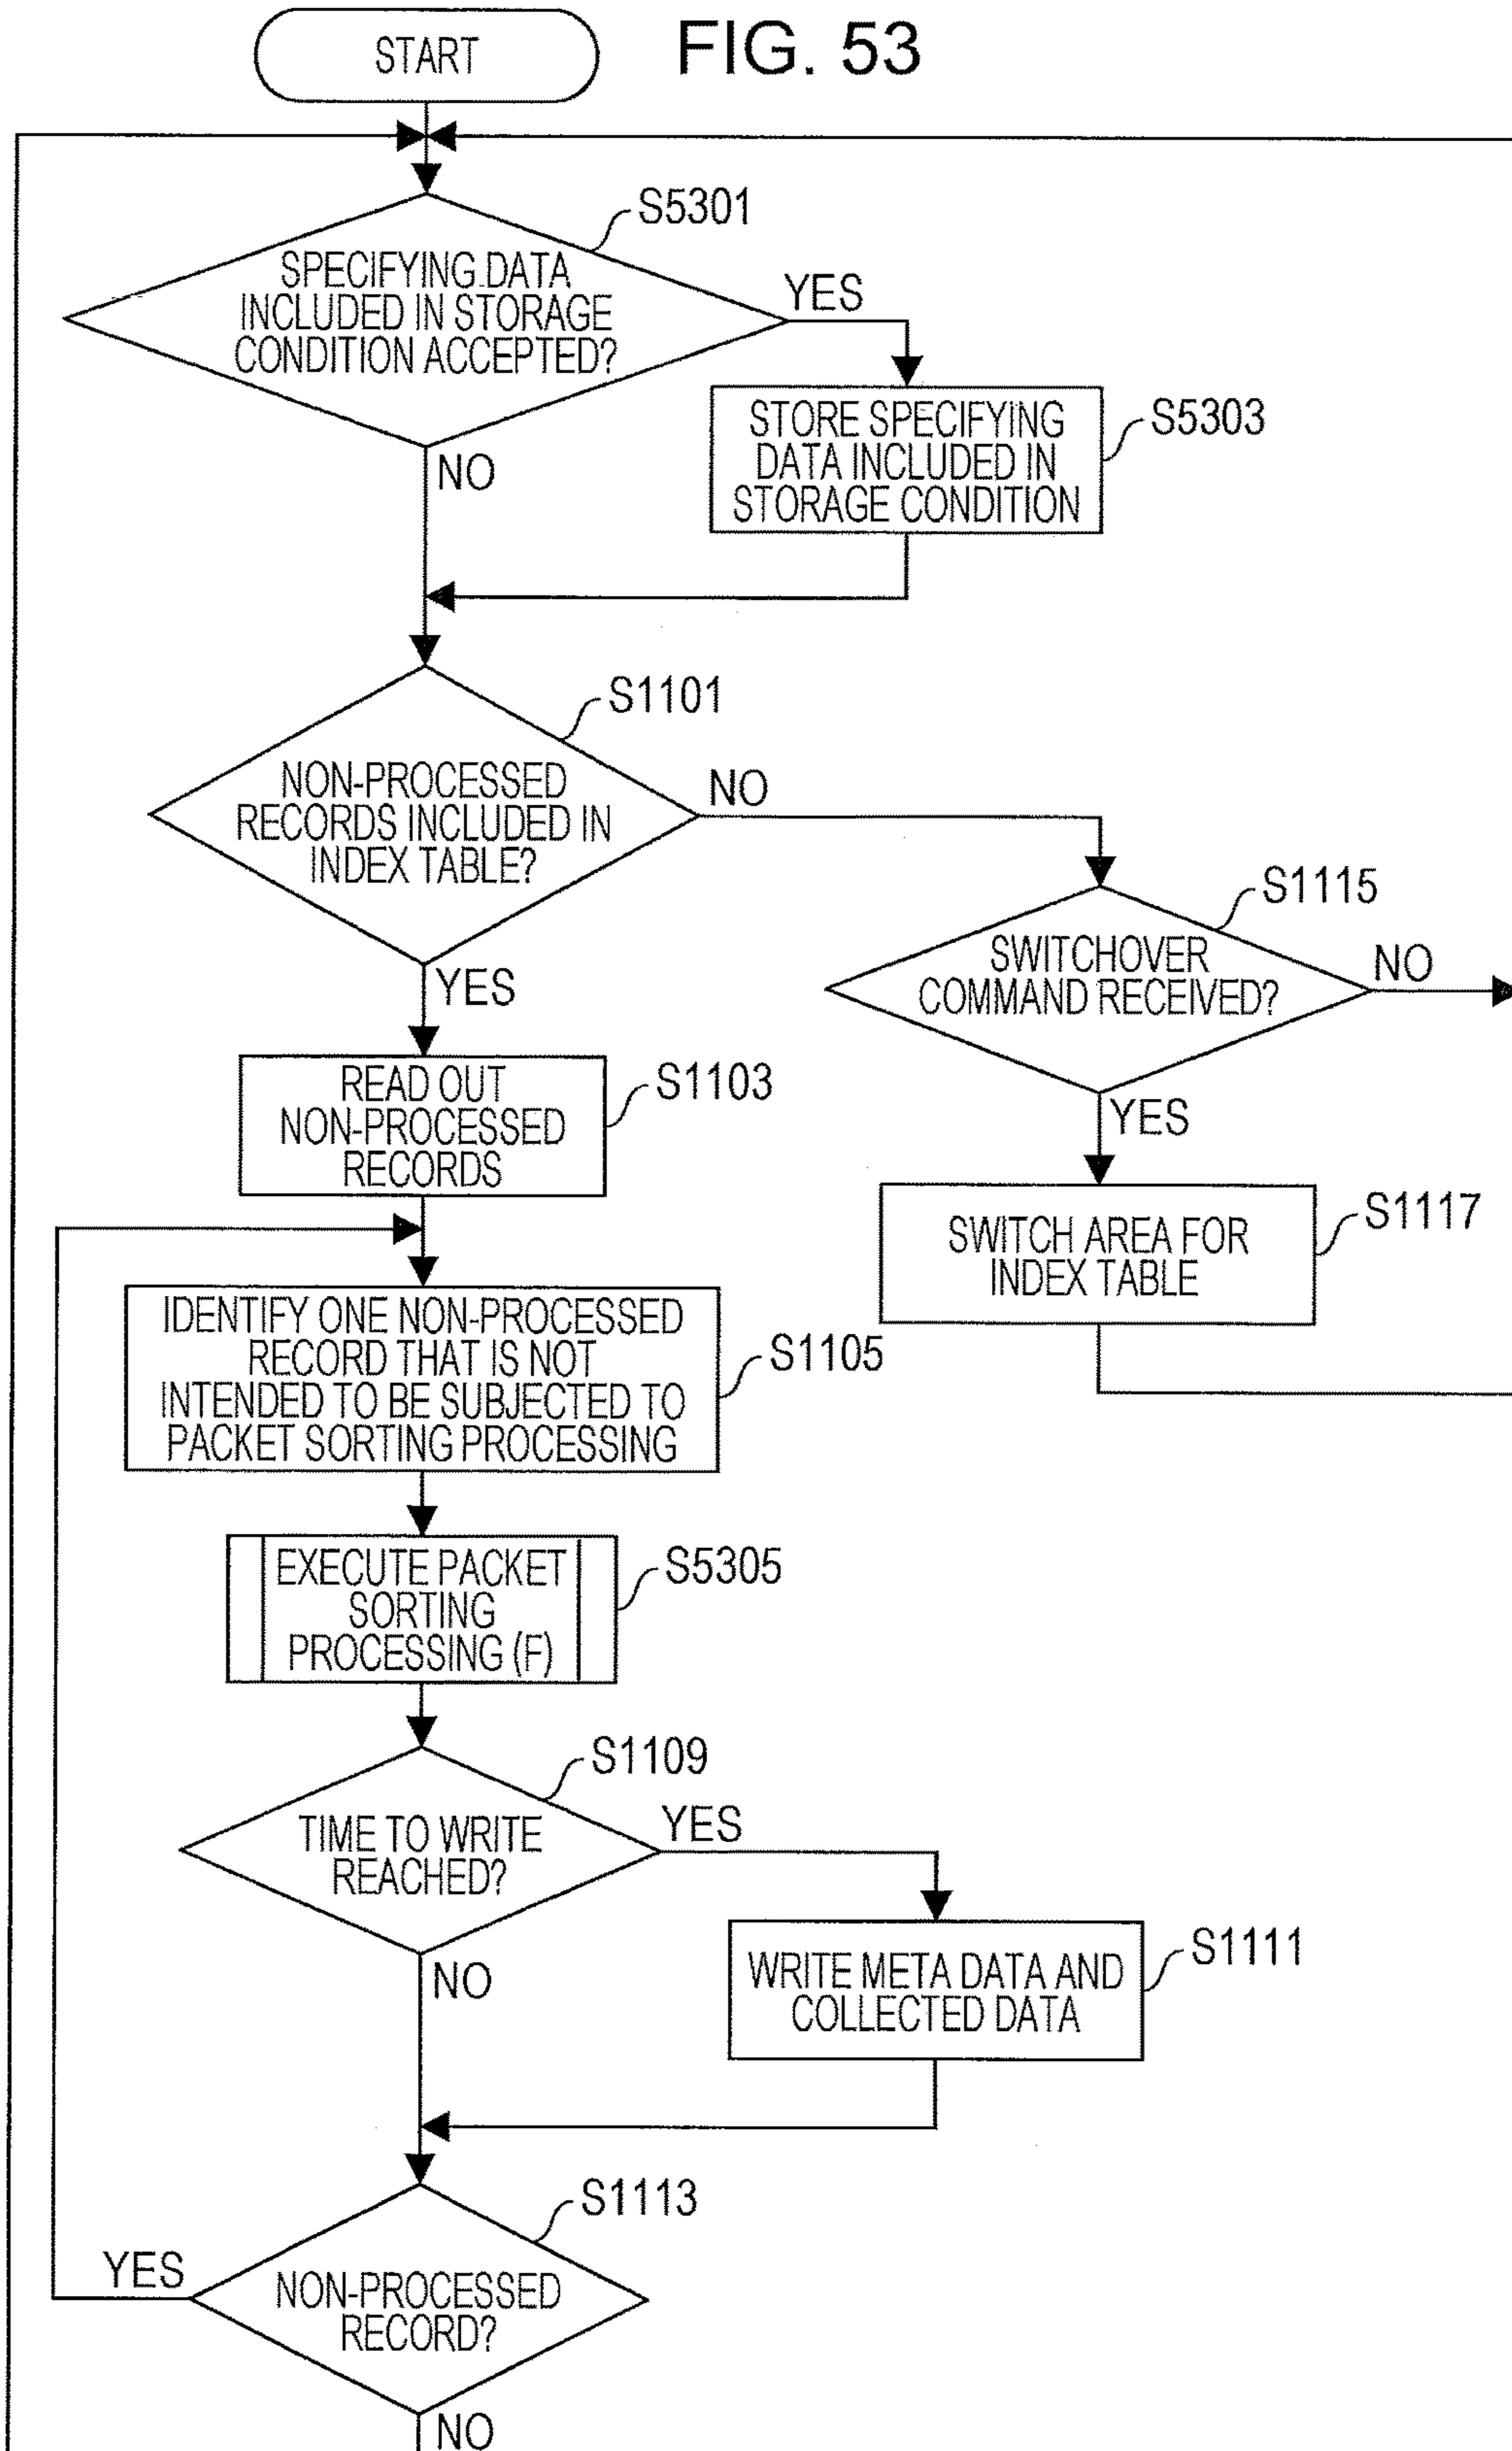 FIG. 53
START
S5301
SPECIFYING DATA
INCLUDED IN STORAGE
CONDITION ACCEPTED?
YES
NO
STORE SPECIFYING
DATA INCLUDED IN
STORAGE CONDITION
S5303
S1101
NON-PROCESSED
RECORDS INCLUDED IN
INDEX TABLE?
NO
YES
S1115
SWITCHOVER
COMMAND RECEIVED?
NO
YES
READ OUT
NON-PROCESSED
RECORDS
S1103
SWITCH AREA FOR
INDEX TABLE
S1117
IDENTIFY ONE NON-PROCESSED
RECORD THAT IS NOT
INTENDED TO BE SUBJECTED TO
PACKET SORTING PROCESSING
S1105
EXECUTE PACKET
SORTING
PROCESSING (F)
S5305
S1109
TIME TO WRITE
REACHED?
YES
NO
WRITE META DATA AND
COLLECTED DATA
S1111
S1113
NON-PROCESSED
RECORD?
YES
NO